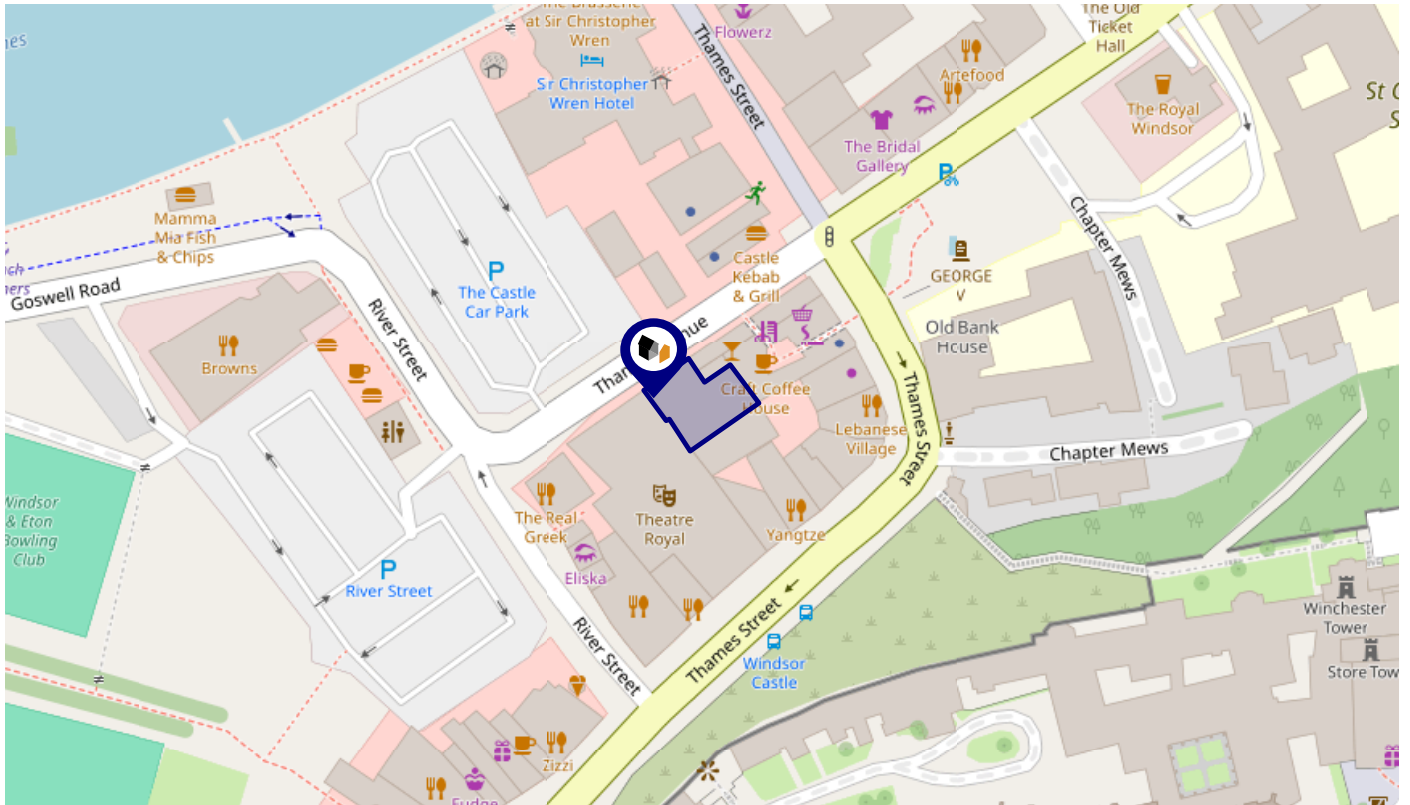 The Brasserie
at Sir Christopher
Wren
Sir Christopher
Wren Hotel
Flowerz
Thames Street
The Old
Ticket
Hall
Artefood
The Royal
Windsor
St
The Bridal
Gallery
P
Mamma
Mia Fish
& Chips
Goswell Road
River Street
P
The Castle
Car Park
Castle
Kebab
& Grill
GEORGE
V
Chapter Mews
Old Bank
House
Browns
Craft Coffee
House
Lebanese
Village
Thames Street
Chapter Mews
Windsor
& Eton
Bowling
Club
The Real
Greek
Theatre
Royal
Yangtze
Eliska
P
River Street
River Street
Thames Street
Windsor
Castle
Winchester
Tower
Zizzi
Fudge